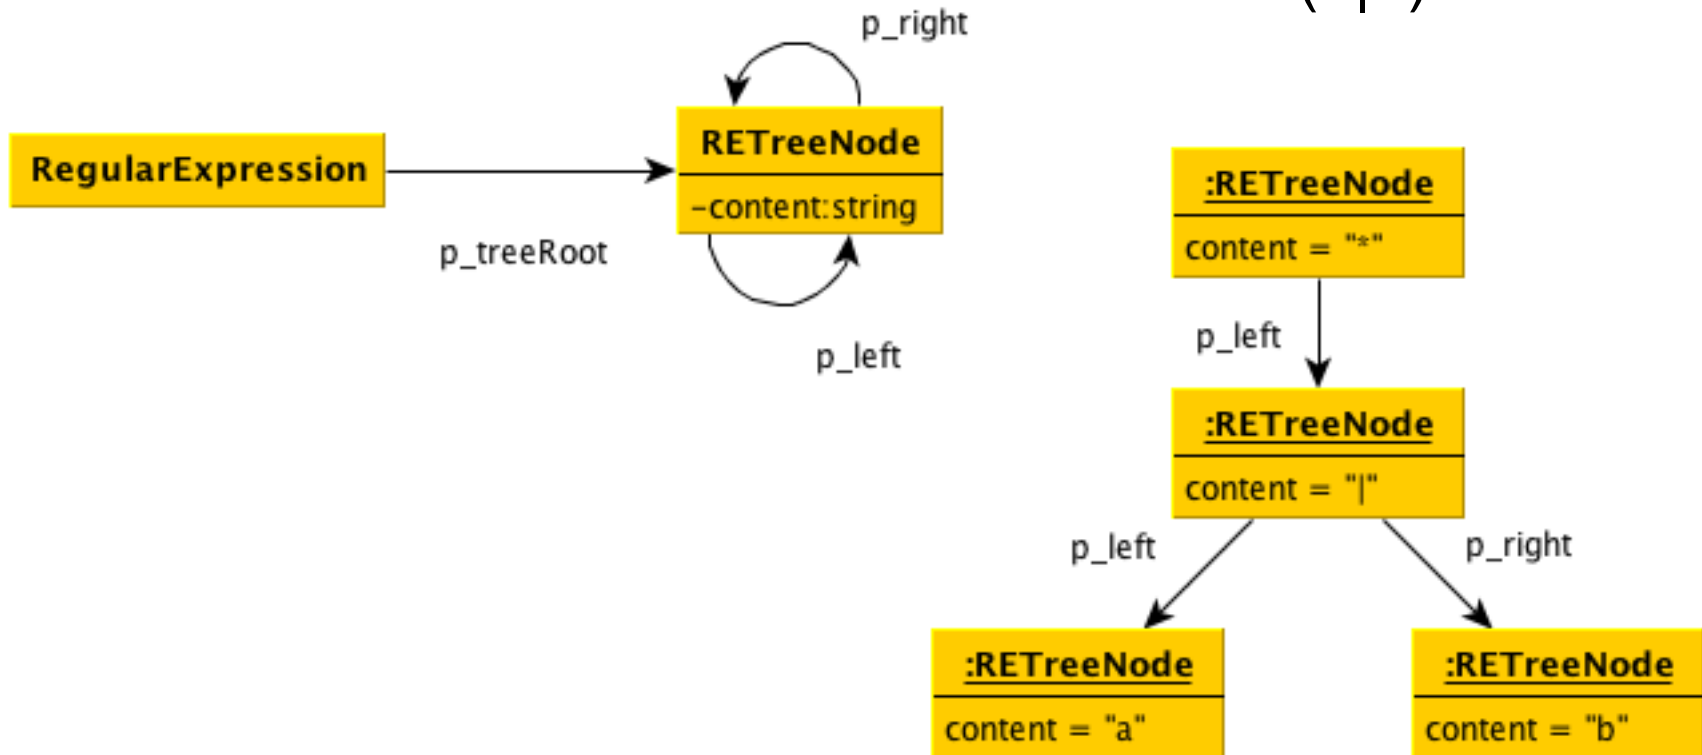 p_right
RETreeNode
-content:string
RegularExpression
p_treeRoot
p_left
:RETreeNode
content = "*"
p_left
:RETreeNode
content = "|"
p_left
p_right
:RETreeNode
content = "a"
:RETreeNode
content = "b"